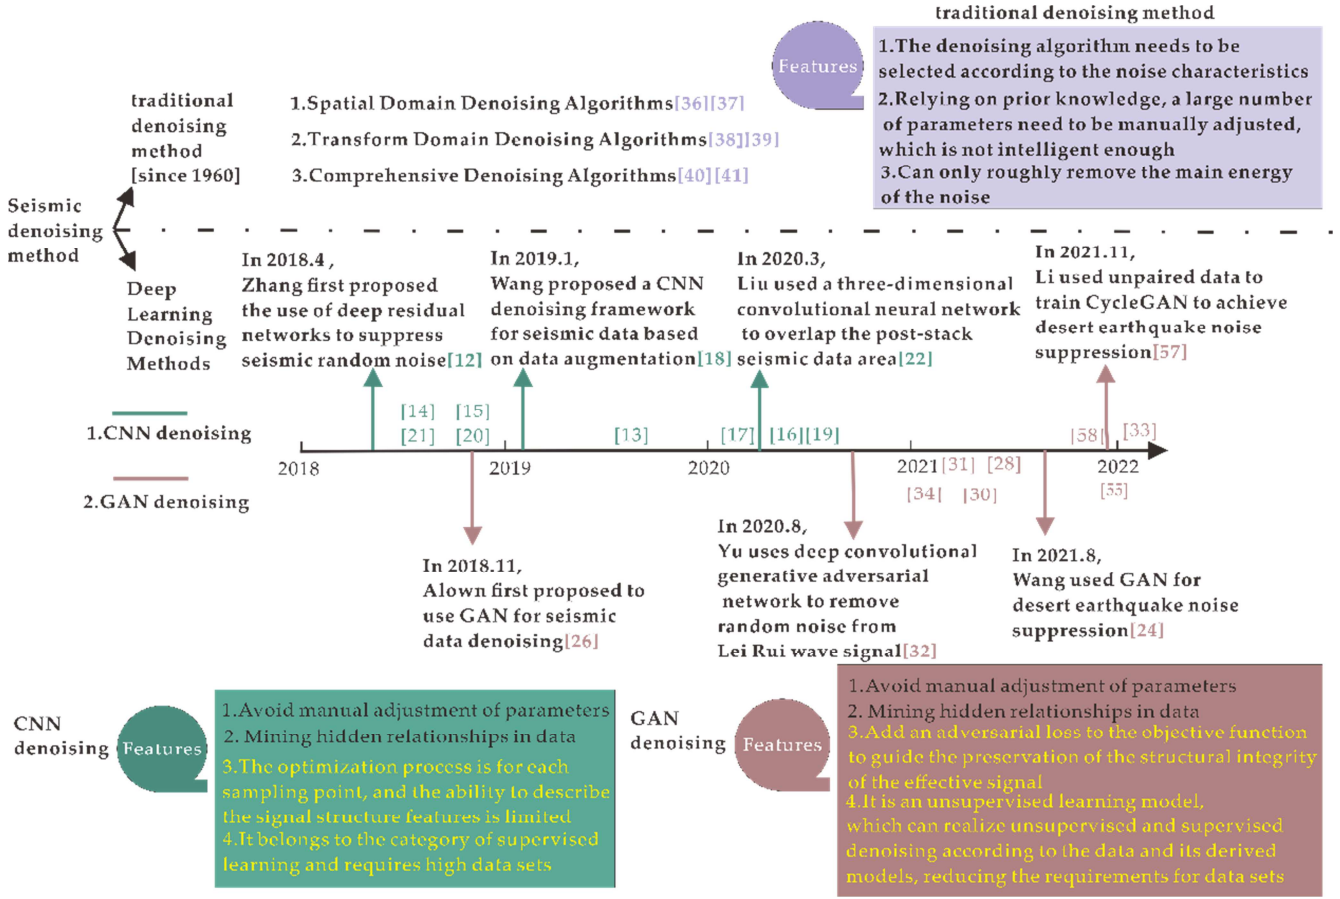 traditional denoising method
Features
1.The denoising algorithm needs to be
selected according to the noise characteristics
2.Relying on prior knowledge, a large number
of parameters need to be manually adjusted,
which is not intelligent enough
3.Can only roughly remove the main energy
of the noise
traditional
denoising
method
[since 1960]
1.Spatial Domain Denoising Algorithms[36][37]
2.Transform Domain Denoising Algorithms[38][39]
3.Comprehensive Denoising Algorithms[40][41]
Seismic
denoising
method
Deep
Learning
Denoising
Methods
In 2018.4,
Zhang first proposed
the use of deep residual
networks to suppress
seismic random noise[12]
In 2019.1,
Wang proposed a CNN
denoising framework
for seismic data based
on data augmentation[18]
In 2020.3,
Liu used a three-dimensional
convolutional neural network
to overlap the post-stack
seismic data area[22]
In 2021.11,
Li used unpaired data to
train CycleGAN to achieve
desert earthquake noise
suppression[57]
1.CNN denoising
2.GAN denoising
[14] [15]
[21] [20] [13] [17] [16] [19] [58] [33]
2018 2019 2020 2021 2022
[31] [28]
[34] [30] [55]
In 2018.11,
Alown first proposed to
use GAN for seismic
data denoising[26]
In 2020.8,
Yu uses deep convolutional
generative adversarial
network to remove
random noise from
Lei Rui wave signal[32]
In 2021.8,
Wang used GAN for
desert earthquake noise
suppression[24]
CNN
denoising
Features
1.Avoid manual adjustment of parameters
2. Mining hidden relationships in data
3.The optimization process is for each
sampling point, and the ability to describe
the signal structure features is limited
4.It belongs to the category of supervised
learning and requires high data sets
GAN
denoising
Features
1.Avoid manual adjustment of parameters
2. Mining hidden relationships in data
3.Add an adversarial loss to the objective function
to guide the preservation of the structural integrity
of the effective signal
4.It is an unsupervised learning model,
which can realize unsupervised and supervised
denoising according to the data and its derived
models, reducing the requirements for data sets